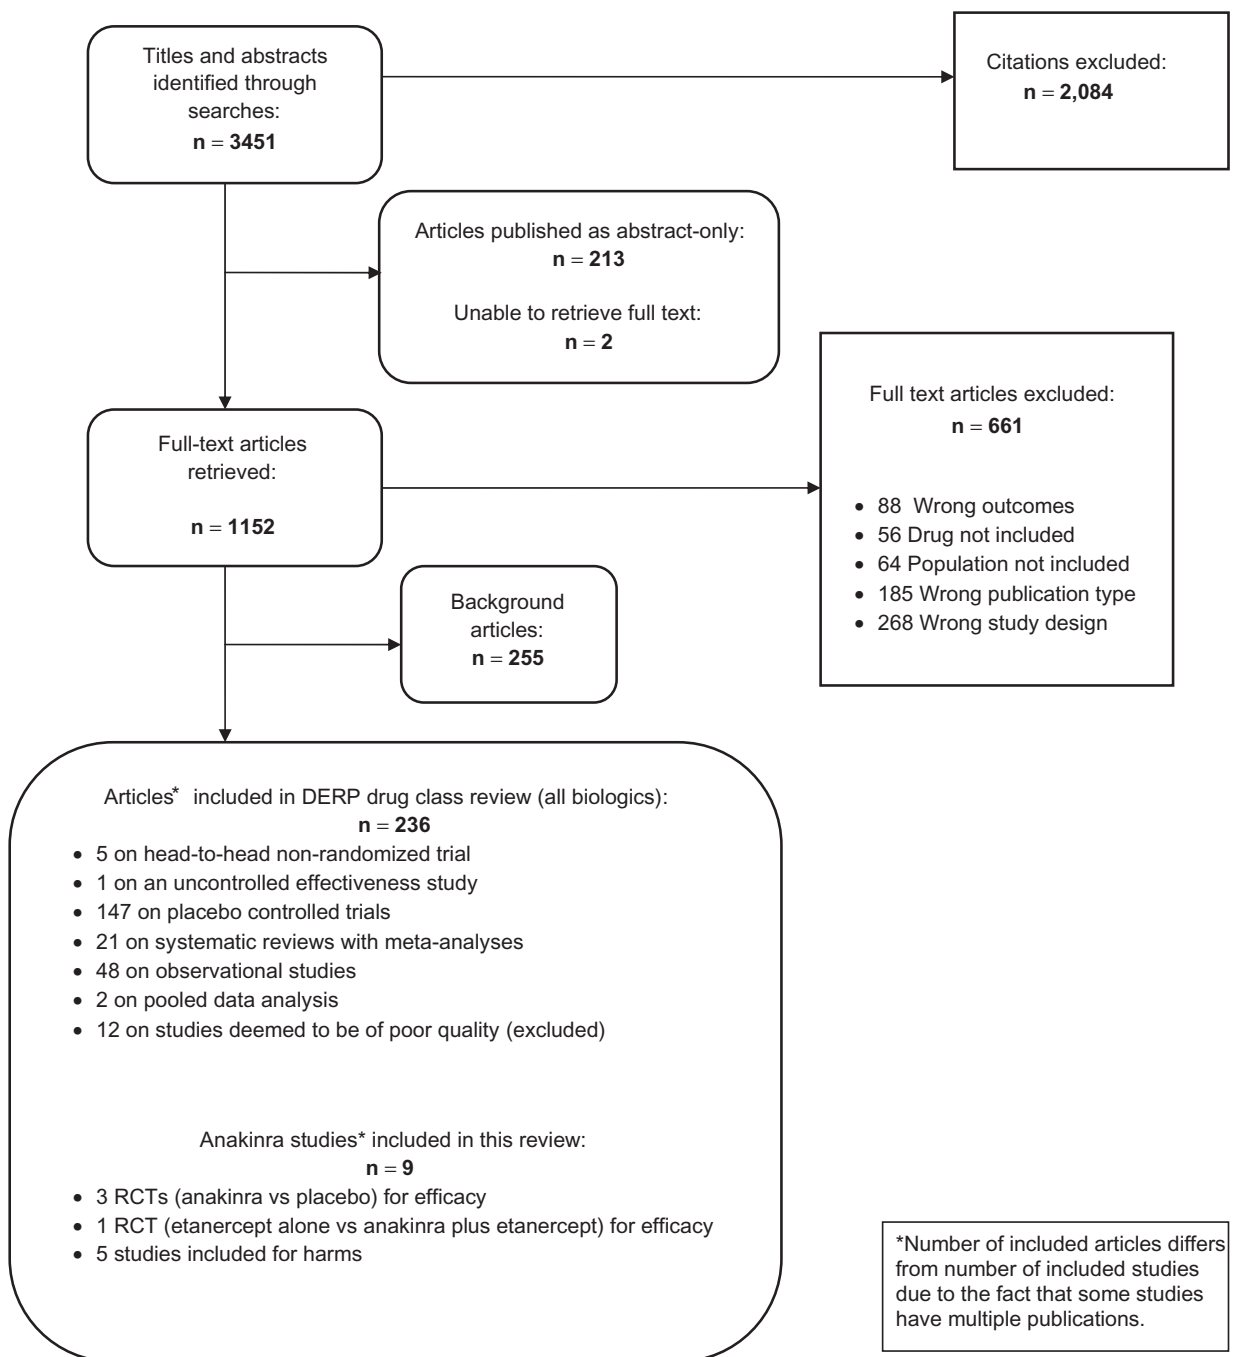 Titles and abstracts
identified through
searches:
n = 3451
Citations excluded:
n = 2,084
Articles published as abstract-only:
n = 213
Unable to retrieve full text:
n = 2
Full-text articles
retrieved:
n = 1152
Full text articles excluded:
n = 661
• 88 Wrong outcomes
• 56 Drug not included
• 64 Population not included
• 185 Wrong publication type
• 268 Wrong study design
Background
articles:
n = 255
Articles* included in DERP drug class review (all biologics):
n = 236
• 5 on head-to-head non-randomized trial
• 1 on an uncontrolled effectiveness study
• 147 on placebo controlled trials
• 21 on systematic reviews with meta-analyses
• 48 on observational studies
• 2 on pooled data analysis
• 12 on studies deemed to be of poor quality (excluded)
Anakinra studies* included in this review:
n = 9
• 3 RCTs (anakinra vs placebo) for efficacy
• 1 RCT (etanercept alone vs anakinra plus etanercept) for efficacy
• 5 studies included for harms
*Number of included articles differs
from number of included studies
due to the fact that some studies
have multiple publications.